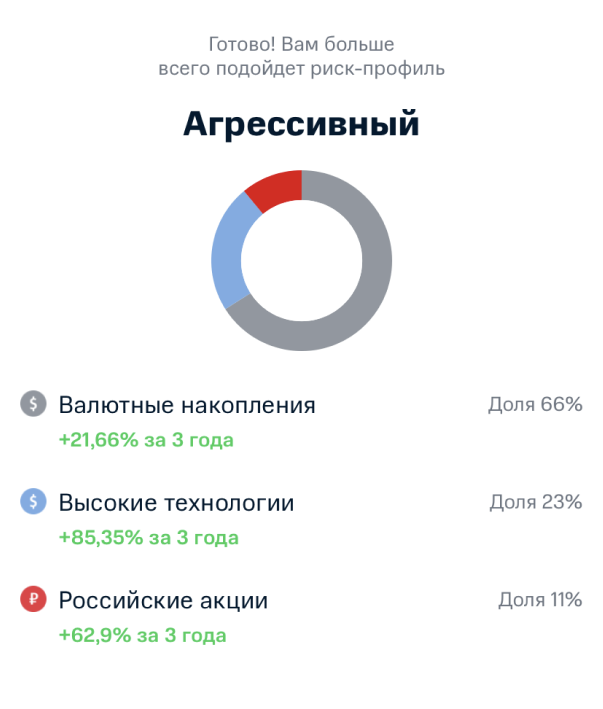 Готово! Вам больше
всего подойдет риск-профиль
Агрессивный
$ Валютные накопления Доля 66%
+21,66% за 3 года
$ Высокие технологии Доля 23%
+85,35% за 3 года
₽ Российские акции Доля 11%
+62,9% за 3 года